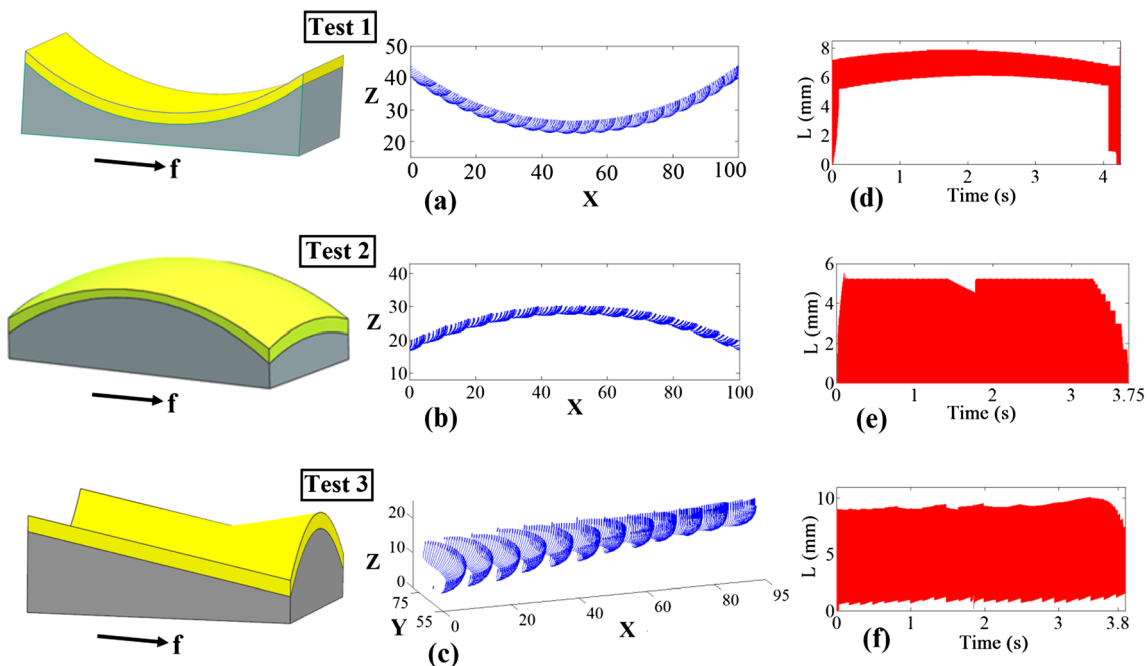 Test 1
f
50
40
Z
30
20
0 20 40 60 80 100
X
(a)
8
6
L (mm)
4
2
0
0 1 2 3 4
Time (s)
(d)
Test 2
f
40
Z
30
20
10
0 20 40 60 80 100
X
(b)
6
4
L (mm)
2
0
0 1 2 3 3.75
Time (s)
(e)
Test 3
f
20
Z
10
0
75
Y
55
0 20 40 60 80 95
X
(c)
10
L (mm)
5
0
0 1 2 3 3.8
Time (s)
(f)